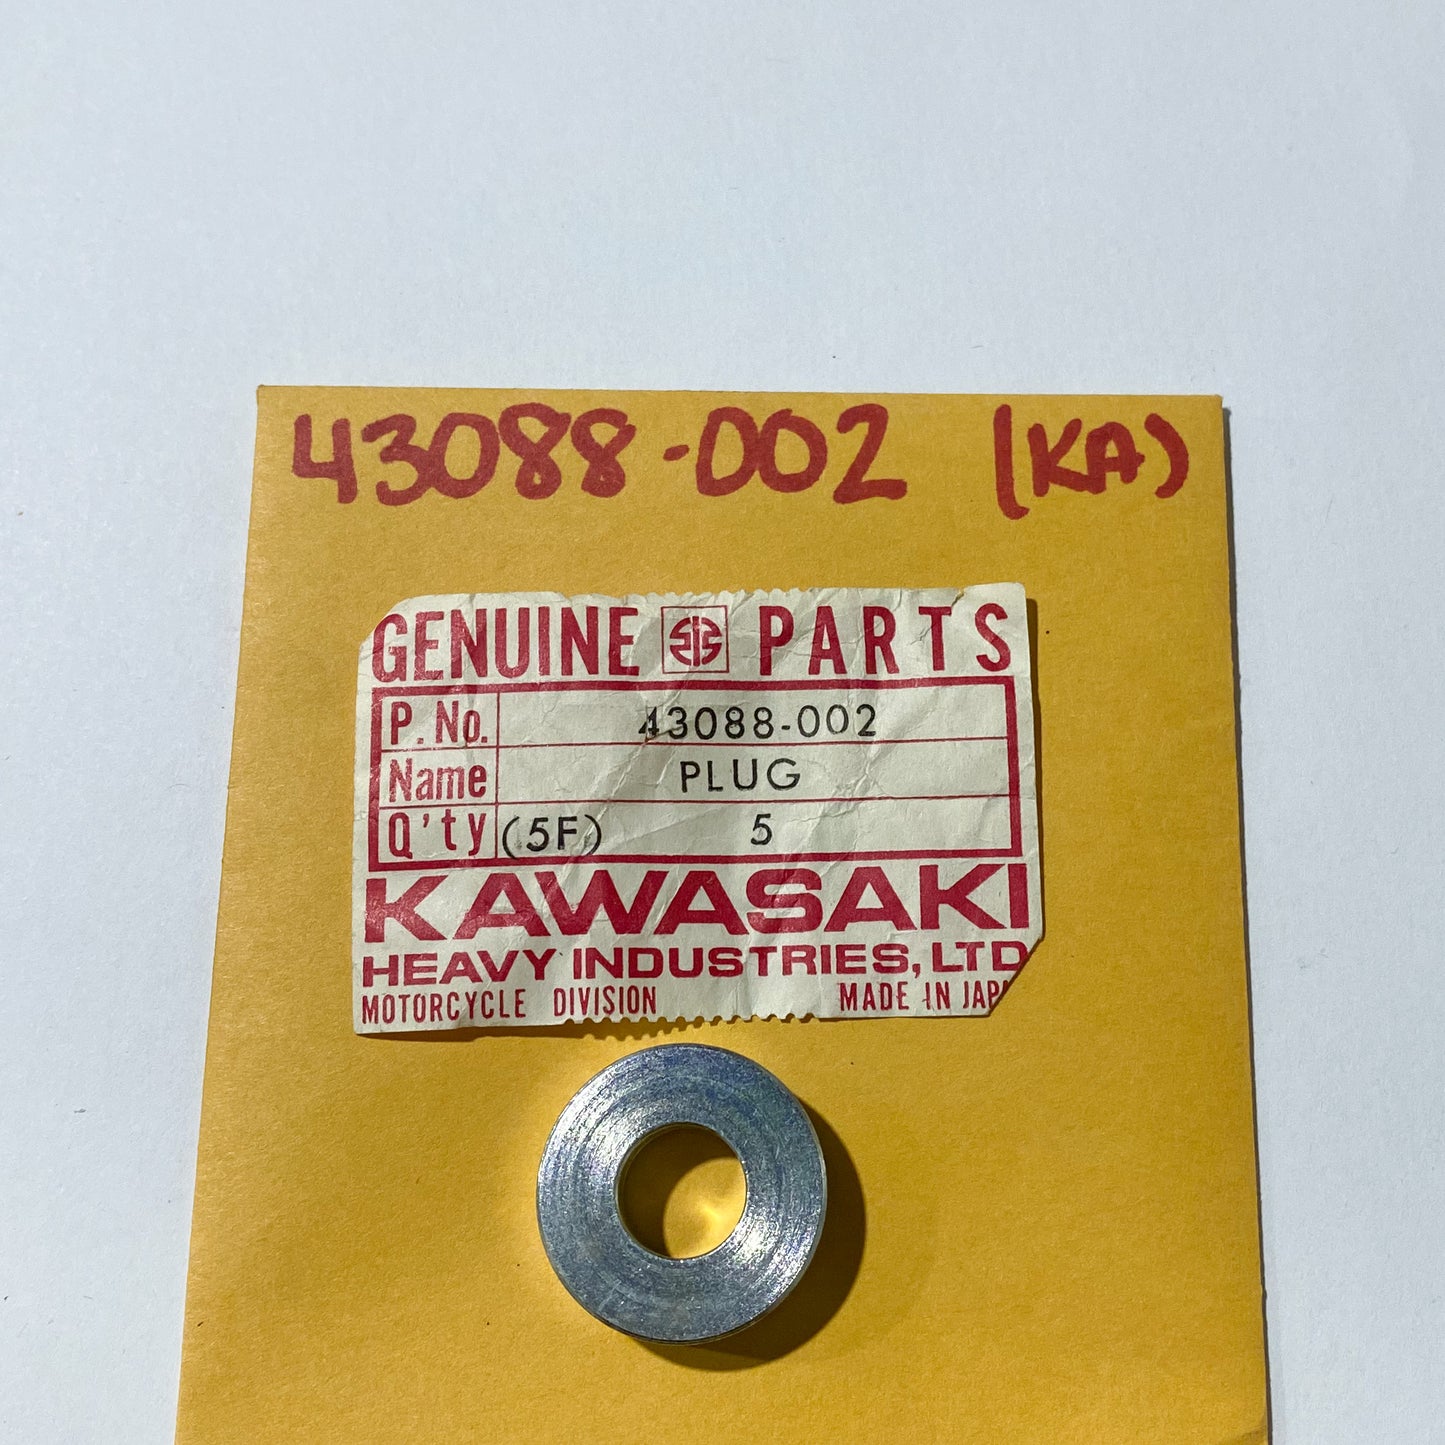 43088-002 (KA)
GENUINE PARTS
P. No. 43088-002
Name PLUG
Q'ty (5F) 5
KAWASAKI
HEAVY INDUSTRIES, LTD
MOTORCYCLE DIVISION MADE IN JAPA